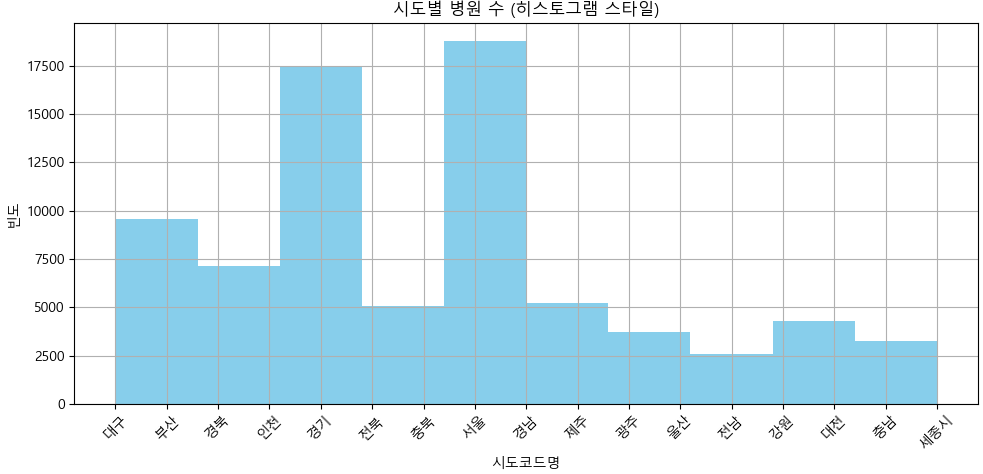 시도별 병원 수 (히스토그램 스타일)
빈도
17500
15000
12500
10000
7500
5000
2500
0
대구 부산 경북 인천 경기 전북 충북 서울 경남 제주 광주 울산 전남 강원 대전 충남 세종시
시도코드명